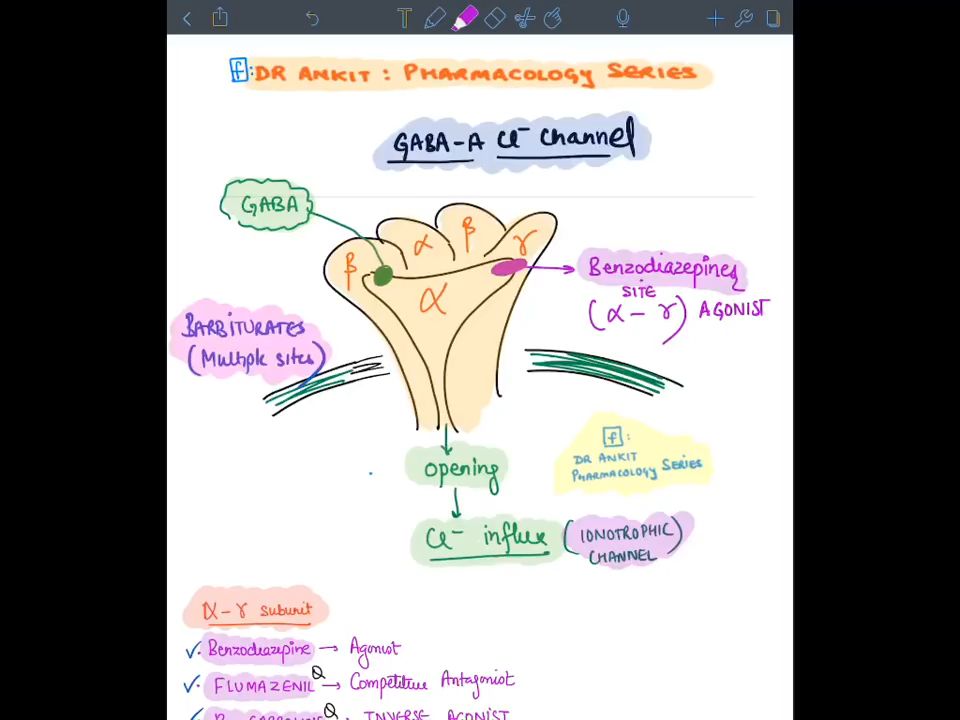 f: DR ANKIT : PHARMACOLOGY SERIES
GABA-A Cl⁻ Channel
GABA
β α β γ
α
Benzodiazepines
SITE
(α - γ) AGONIST
BARBITURATES
(Multiple sites)
opening
f:
DR ANKIT
PHARMACOLOGY SERIES
Cl⁻ influx (IONOTROPHIC
CHANNEL)
α-γ subunit
✓. Benzodiazepine → Agonist
✓. FLUMAZENIL Q → Competitive Antagonist
Q INVERSE AGONIST